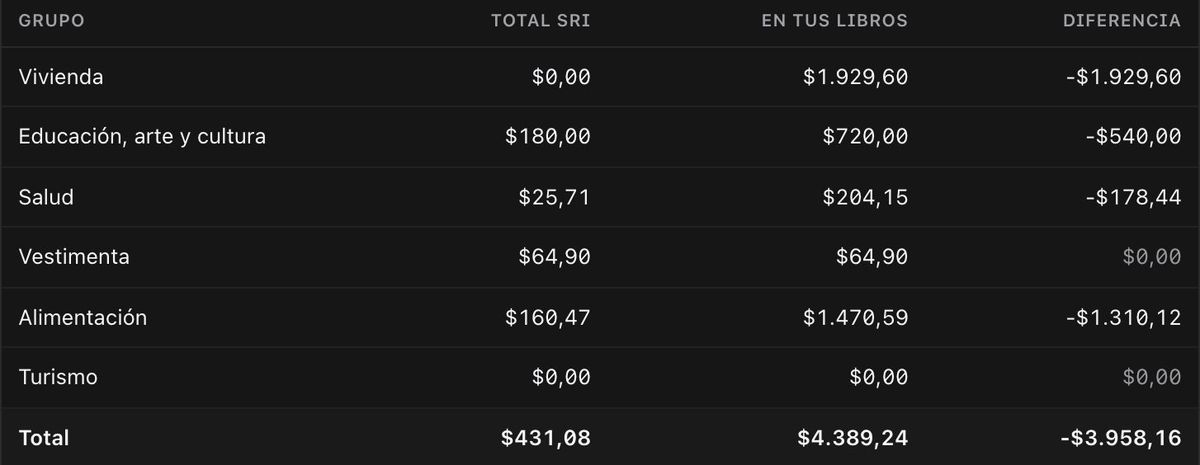 GRUPO TOTAL SRI EN TUS LIBROS DIFERENCIA
Vivienda $0,00 $1.929,60 -$1.929,60
Educación, arte y cultura $180,00 $720,00 -$540,00
Salud $25,71 $204,15 -$178,44
Vestimenta $64,90 $64,90 $0,00
Alimentación $160,47 $1.470,59 -$1.310,12
Turismo $0,00 $0,00 $0,00
Total $431,08 $4.389,24 -$3.958,16